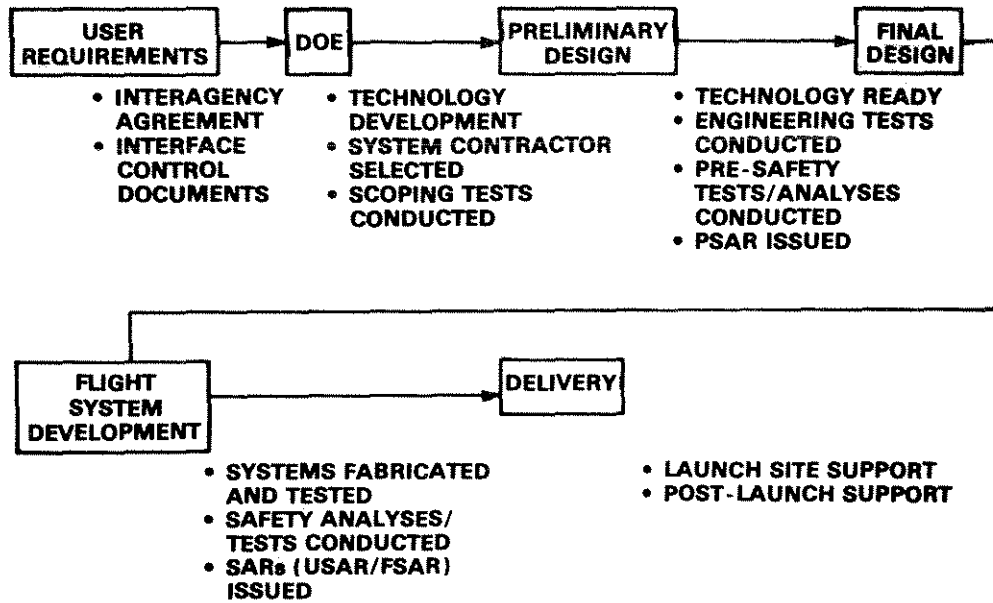 USER
REQUIREMENTS
DOE
PRELIMINARY
DESIGN
FINAL
DESIGN
• INTERAGENCY
AGREEMENT
• INTERFACE
CONTROL
DOCUMENTS
• TECHNOLOGY
DEVELOPMENT
• SYSTEM CONTRACTOR
SELECTED
• SCOPING TESTS
CONDUCTED
• TECHNOLOGY READY
• ENGINEERING TESTS
CONDUCTED
• PRE-SAFETY
TESTS/ANALYSES
CONDUCTED
• PSAR ISSUED
FLIGHT
SYSTEM
DEVELOPMENT
DELIVERY
• SYSTEMS FABRICATED
AND TESTED
• SAFETY ANALYSES/
TESTS CONDUCTED
• SARs (USAR/FSAR)
ISSUED
• LAUNCH SITE SUPPORT
• POST-LAUNCH SUPPORT